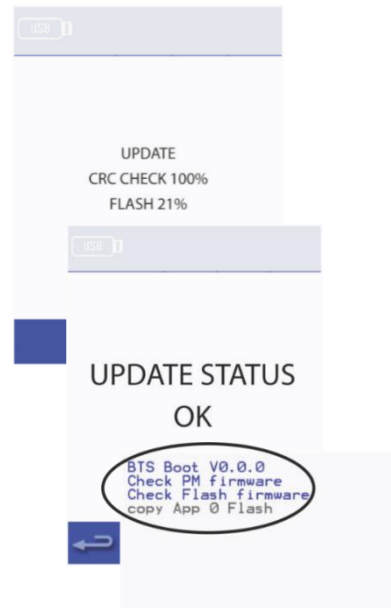 USB
UPDATE
CRC CHECK 100%
FLASH 21%
USB
UPDATE STATUS
OK
BTS Boot V0.0.0
Check PM firmware
Check Flash firmware
copy App 0 Flash